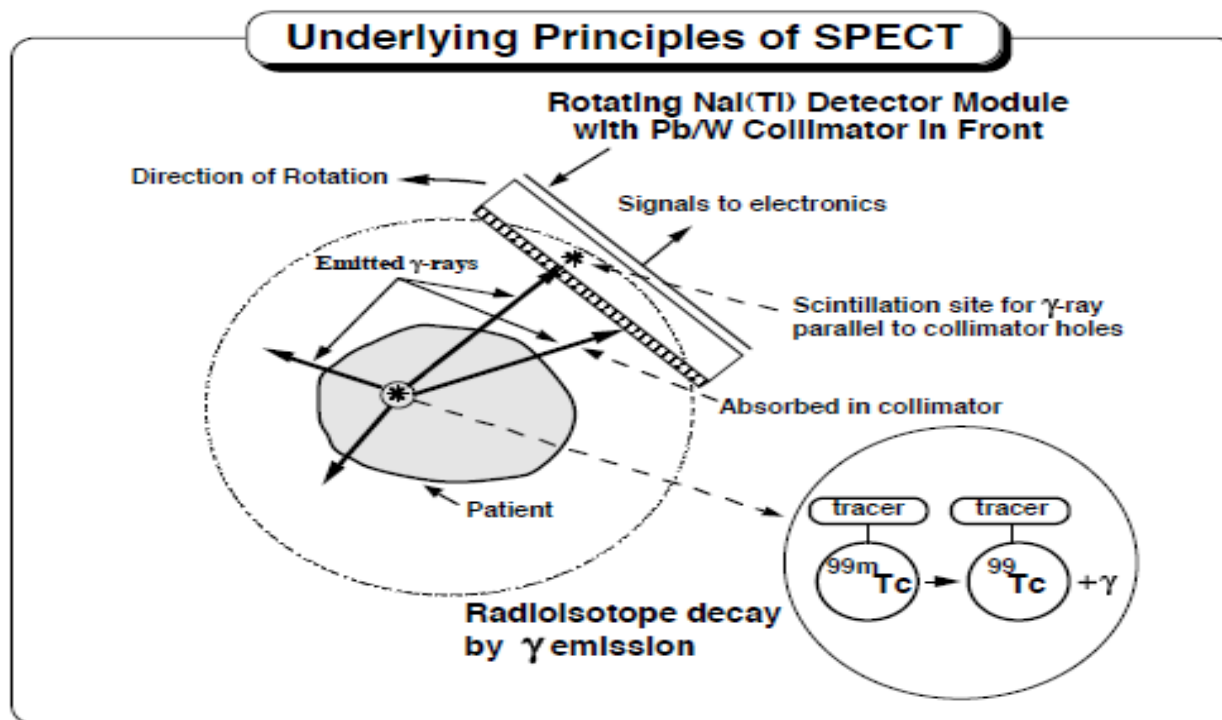 Underlying Principles of SPECT
Rotating NaI(Tl) Detector Module
with Pb/W Collimator in Front
Direction of Rotation
Signals to electronics
Emitted γ-rays
Scintillation site for γ-ray
parallel to collimator holes
Absorbed in collimator
Patient
tracer tracer
99mTc 99Tc +γ
Radioisotope decay
by γ emission